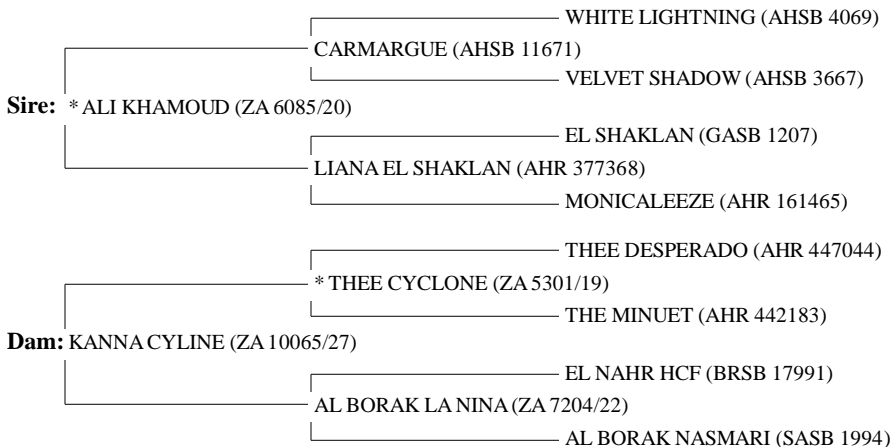 WHITE LIGHTNING (AHSB 4069)
CARMARGUE (AHSB 11671)
VELVET SHADOW (AHSB 3667)
Sire: * ALI KHAMOUD (ZA 6085/20)
EL SHAKLAN (GASB 1207)
LIANA EL SHAKLAN (AHR 377368)
MONICALEEZE (AHR 161465)
THEE DESPERADO (AHR 447044)
* THEE CYCLONE (ZA 5301/19)
THE MINUET (AHR 442183)
Dam: KANNA CYLINE (ZA 10065/27)
EL NAHR HCF (BRSB 17991)
AL BORAK LA NINA (ZA 7204/22)
AL BORAK NASMARI (SASB 1994)